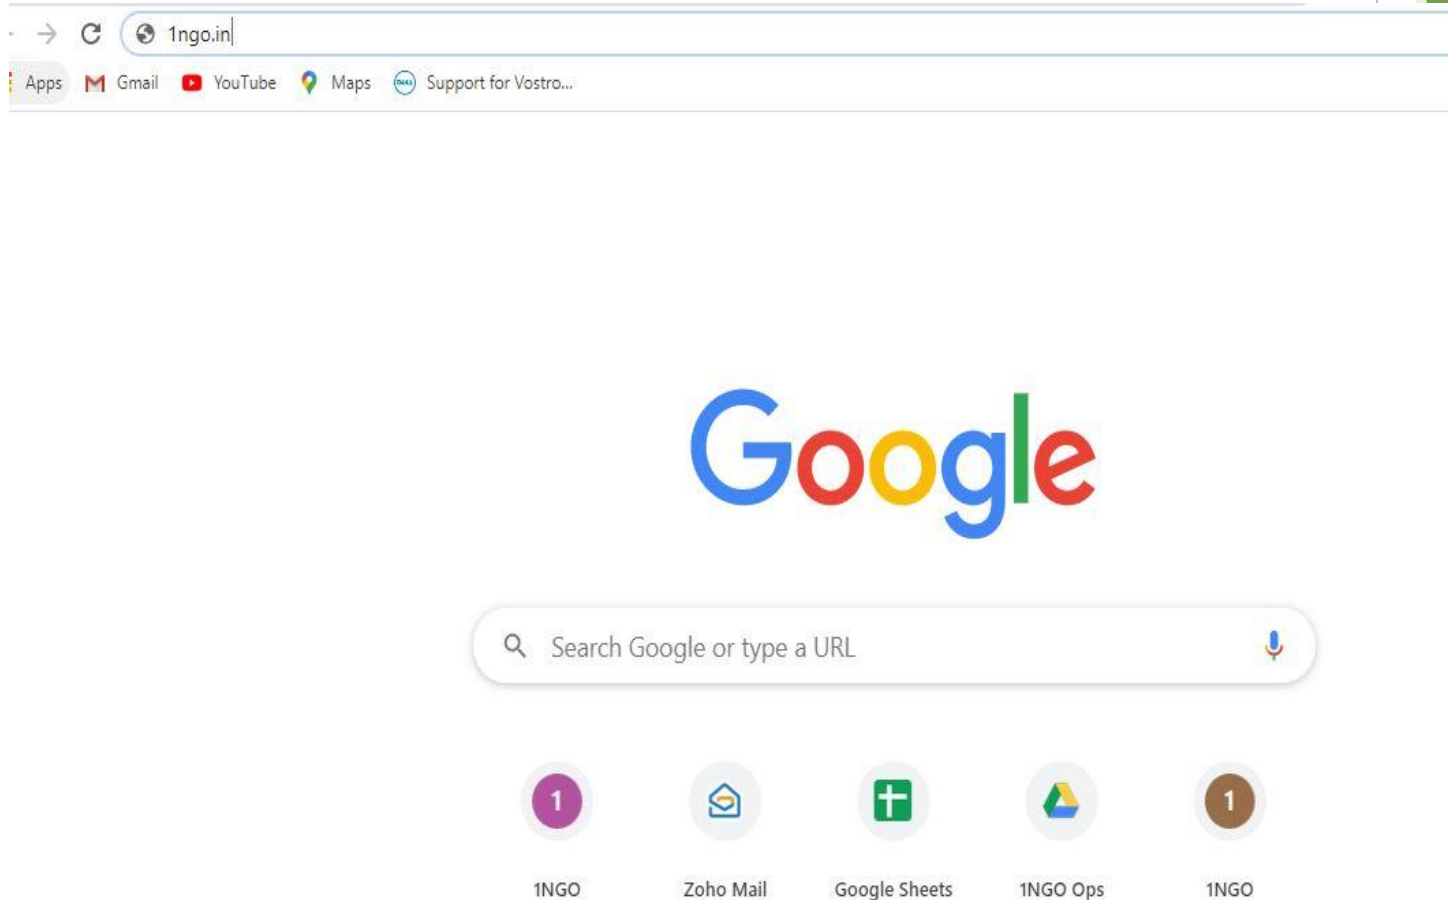 1ngo.in
Apps Gmail YouTube Maps DELL Support for Vostro...
Google
Search Google or type a URL
1 1
1NGO Zoho Mail Google Sheets 1NGO Ops 1NGO